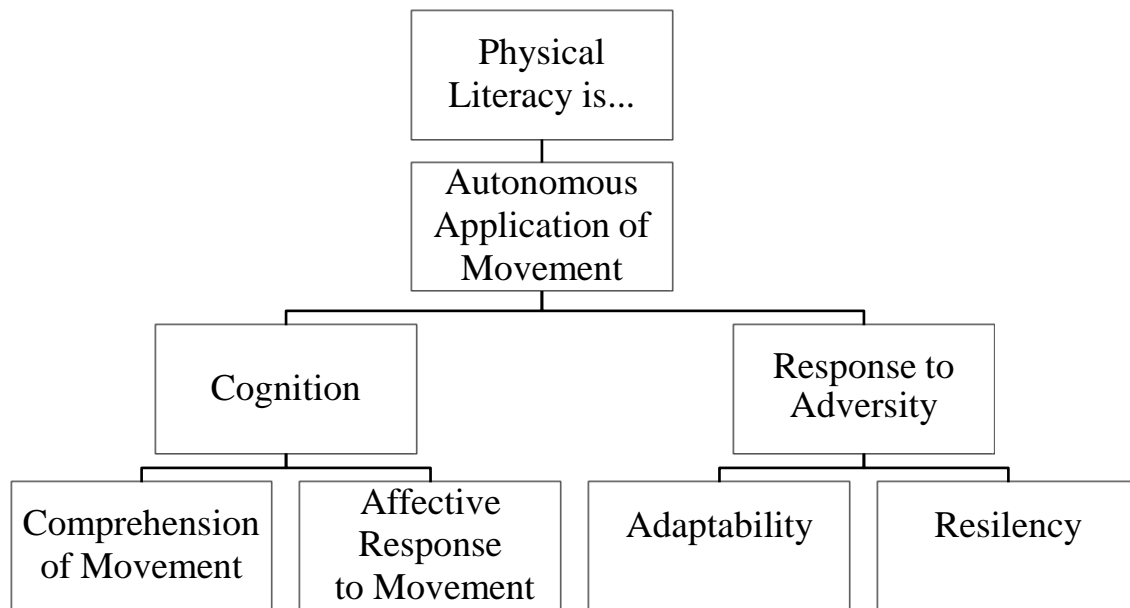 Physical
Literacy is...
Autonomous
Application of
Movement
Cognition
Response to
Adversity
Comprehension
of Movement
Affective
Response
to Movement
Adaptability
Resilency